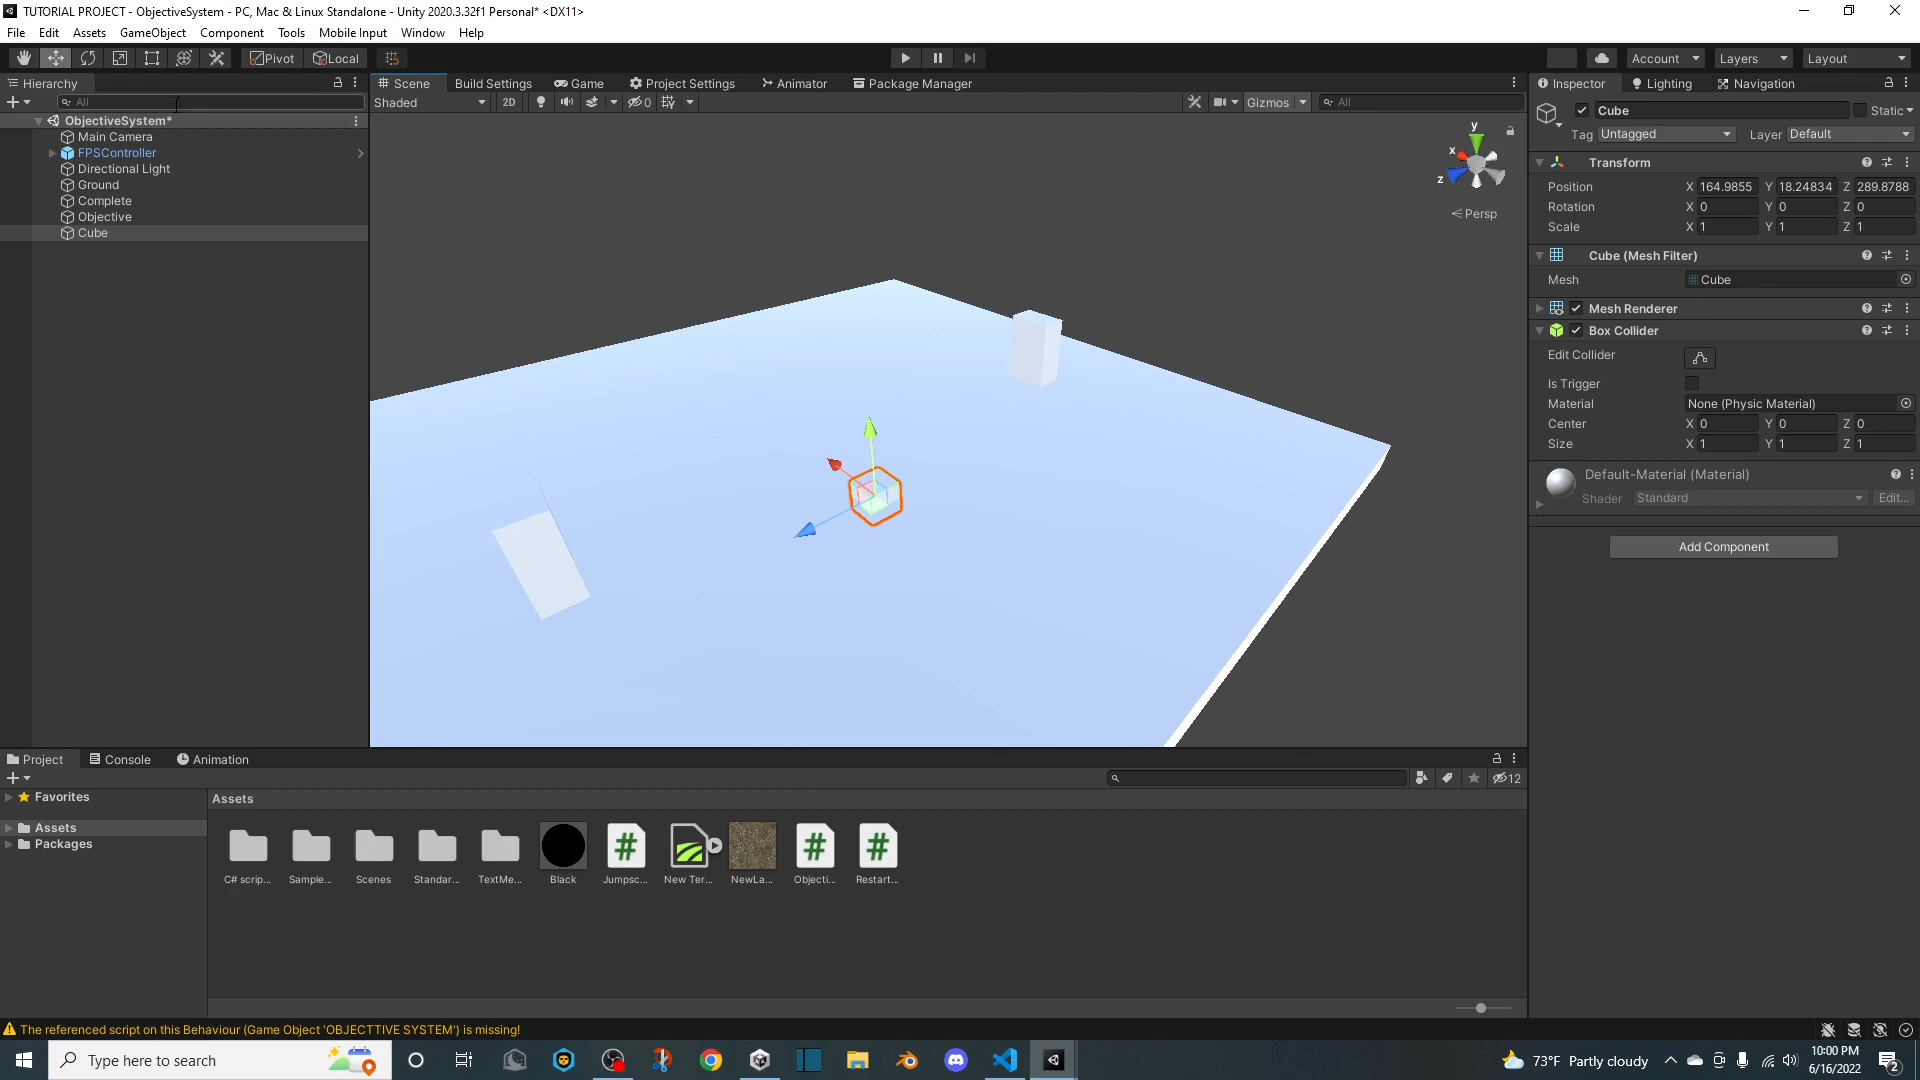 TUTORIAL PROJECT - ObjectiveSystem - PC, Mac & Linux Standalone - Unity 2020.3.32f1 Personal* <DX11>
File Edit Assets GameObject Component Tools Mobile Input Window Help
Pivot Local Account Layers Layout
Hierarchy
All
ObjectiveSystem*
Main Camera
FPSController
Directional Light
Ground
Complete
Objective
Cube
Scene Build Settings Game Project Settings Animator Package Manager
Shaded 2D 0 Gizmos All
y
x
z
Persp
Inspector Lighting Navigation
Cube Static
Tag Untagged Layer Default
Transform
Position X 164.9855 Y 18.24834 Z 289.8788
Rotation X 0 Y 0 Z 0
Scale X 1 Y 1 Z 1
Cube (Mesh Filter)
Mesh Cube
Mesh Renderer
Box Collider
Edit Collider
Is Trigger
Material None (Physic Material)
Center X 0 Y 0 Z 0
Size X 1 Y 1 Z 1
Default-Material (Material)
Shader Standard Edit...
Add Component
Project Console Animation
12
Favorites
Assets
Packages
Assets
C# scrip... Sample... Scenes Standar... TextMe... Black Jumpsc... New Ter... NewLa... Objecti... Restart...
The referenced script on this Behaviour (Game Object 'OBJECTTIVE SYSTEM') is missing!
Type here to search
73°F Partly cloudy
10:00 PM
6/16/2022
2